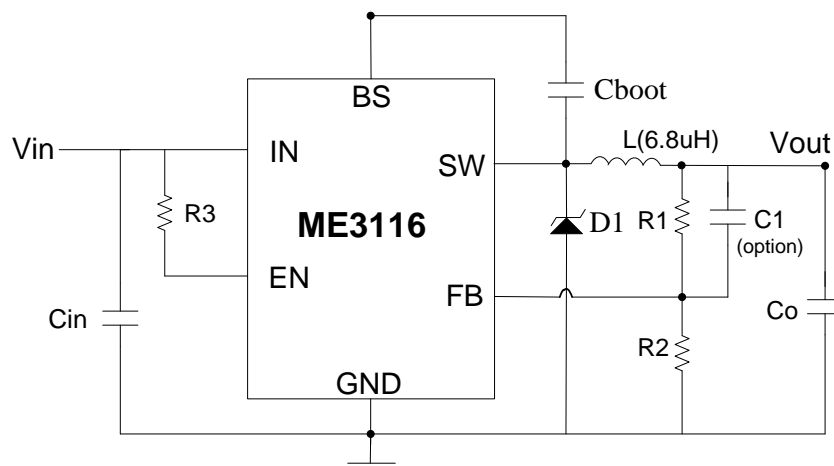 BS
Cboot
Vin
IN
SW
L(6.8uH)
Vout
R3
ME3116
D1
R1
C1
(option)
EN
FB
Cin
Co
R2
GND